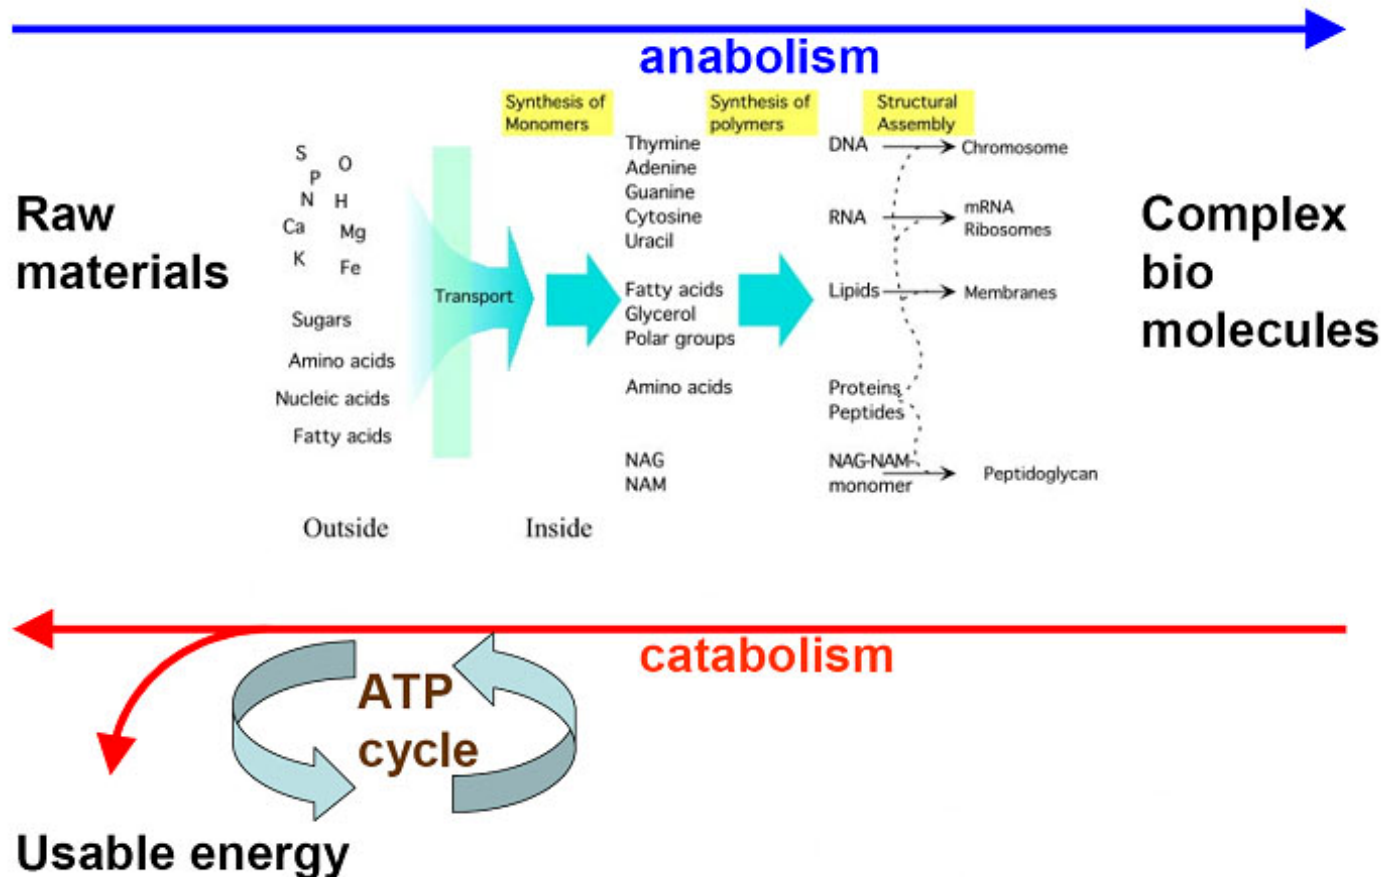 anabolism
Synthesis of
Monomers
Synthesis of
polymers
Structural
Assembly
Raw
materials
S
O
P
N H
Ca
Mg
K
Fe
Sugars
Amino acids
Nucleic acids
Fatty acids
Transport
Thymine
Adenine
Guanine
Cytosine
Uracil
Fatty acids
Glycerol
Polar groups
Amino acids
NAG
NAM
DNA
RNA
Lipids
Proteins
Peptides
NAG-NAM-
monomer
Chromosome
mRNA
Ribosomes
Membranes
Peptidoglycan
Complex
bio
molecules
Outside
Inside
catabolism
ATP
cycle
Usable energy